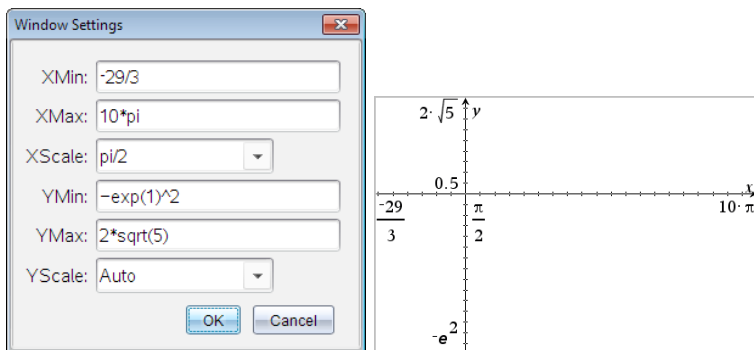 Window Settings
XMin: -29/3
XMax: 10*pi
XScale: pi/2
YMin: −exp(1)^2
YMax: 2*sqrt(5)
YScale: Auto
OK Cancel
2·√5 y
0.5 x
-29/3 π/2 10·π
-e^2